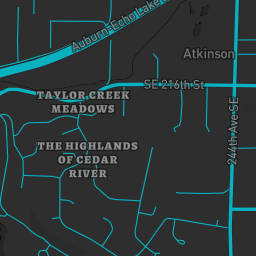 Auburn-Echo Lake
Atkinson
SE 216th St
TAYLOR CREEK
MEADOWS
244th Ave SE
THE HIGHLANDS
OF CEDAR
RIVER